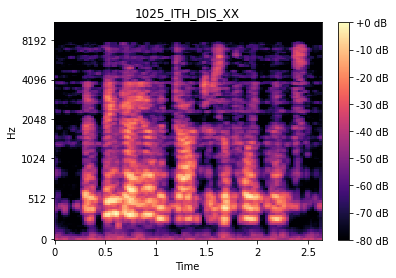 1025_ITH_DIS_XX
+0 dB
8192
-10 dB
4096
-20 dB
-30 dB
2048
Hz
-40 dB
1024
-50 dB
512
-60 dB
-70 dB
0
-80 dB
0 0.5 1 1.5 2 2.5
Time